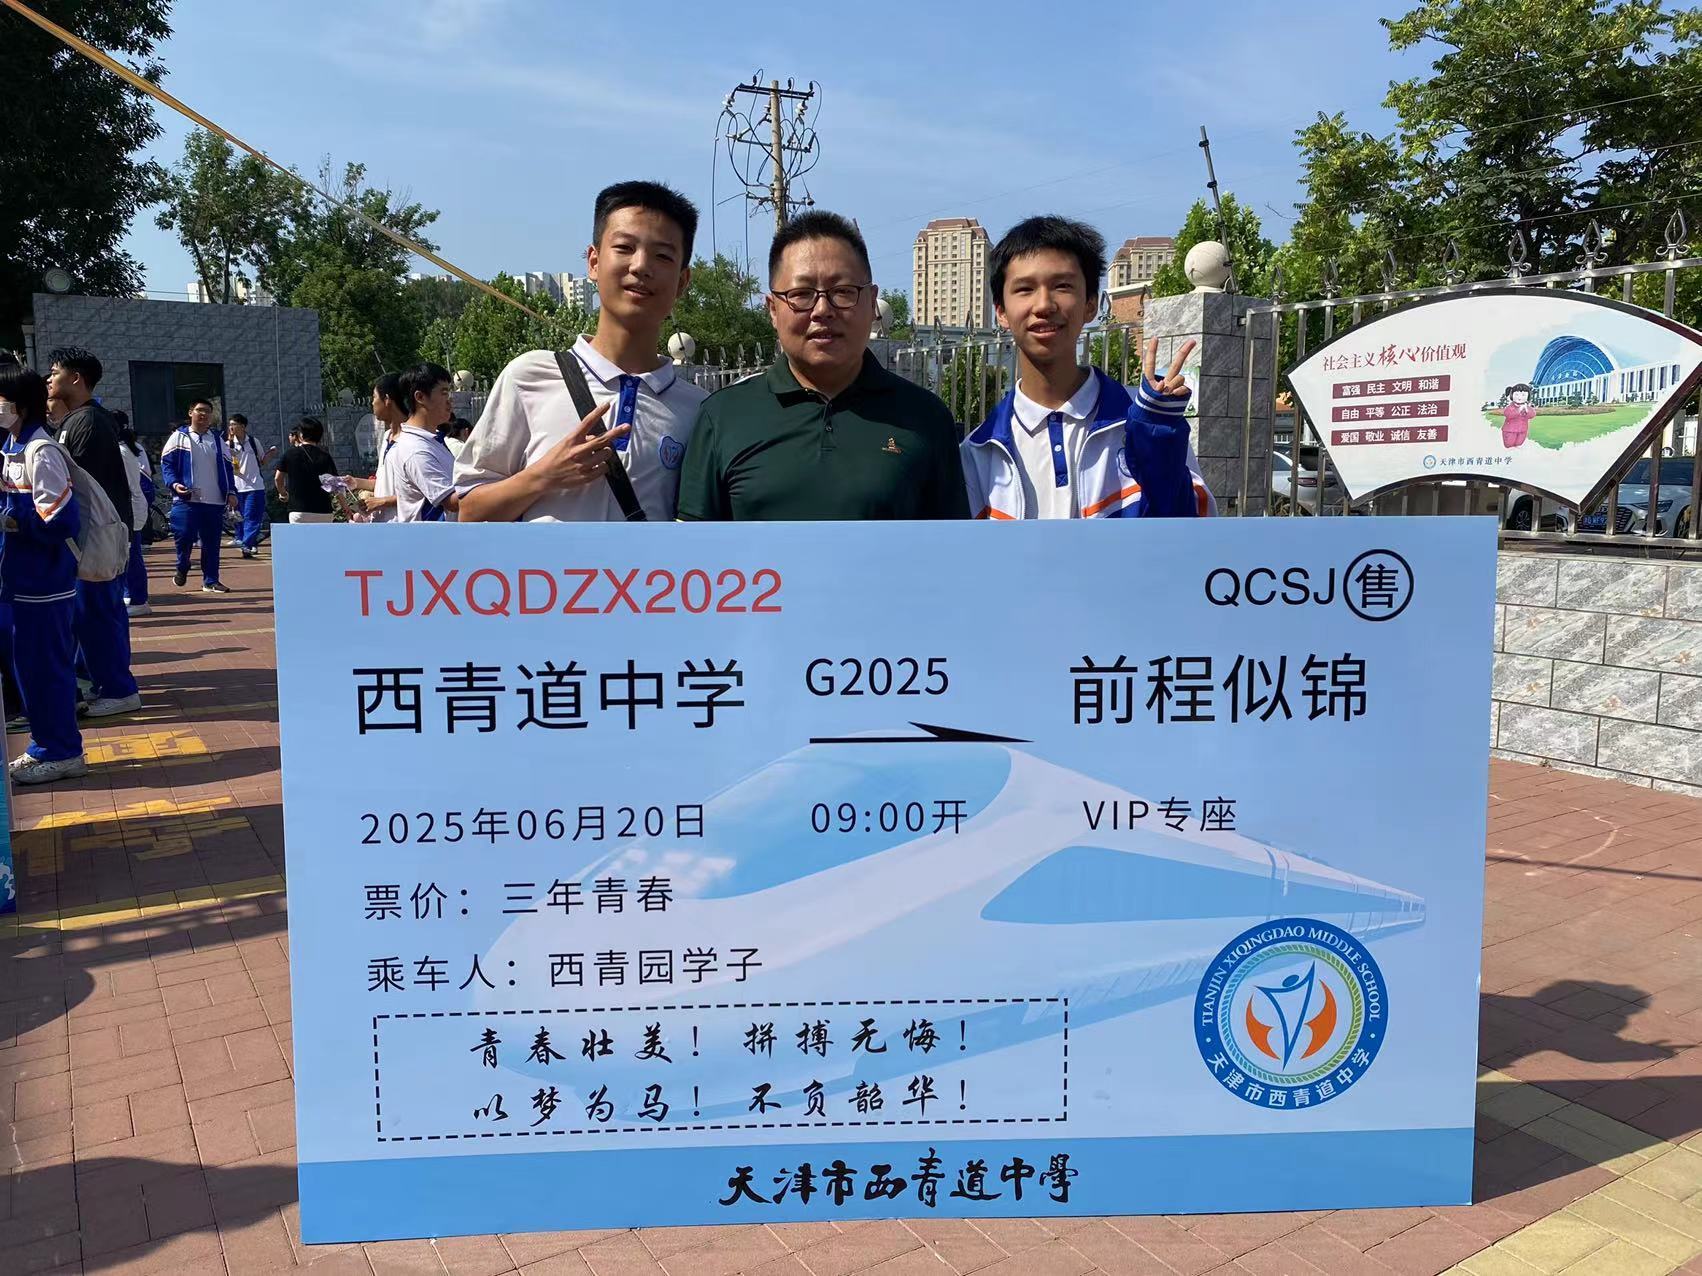 社会主义核心价值观
富强 民主 文明 和谐
自由 平等 公正 法治
爱国 敬业 诚信 友善
天津市西青道中学
TJXQDZX2022
QCSJ售
西青道中学
G2025
前程似锦
2025年06月20日
09:00开
VIP专座
票价：三年青春
乘车人：西青园学子
青春壮美！拼搏无悔！
以梦为马！不负韶华！
TIANJIN XIQINGDAO MIDDLE SCHOOL
天津市西青道中学
天津市西青道中學